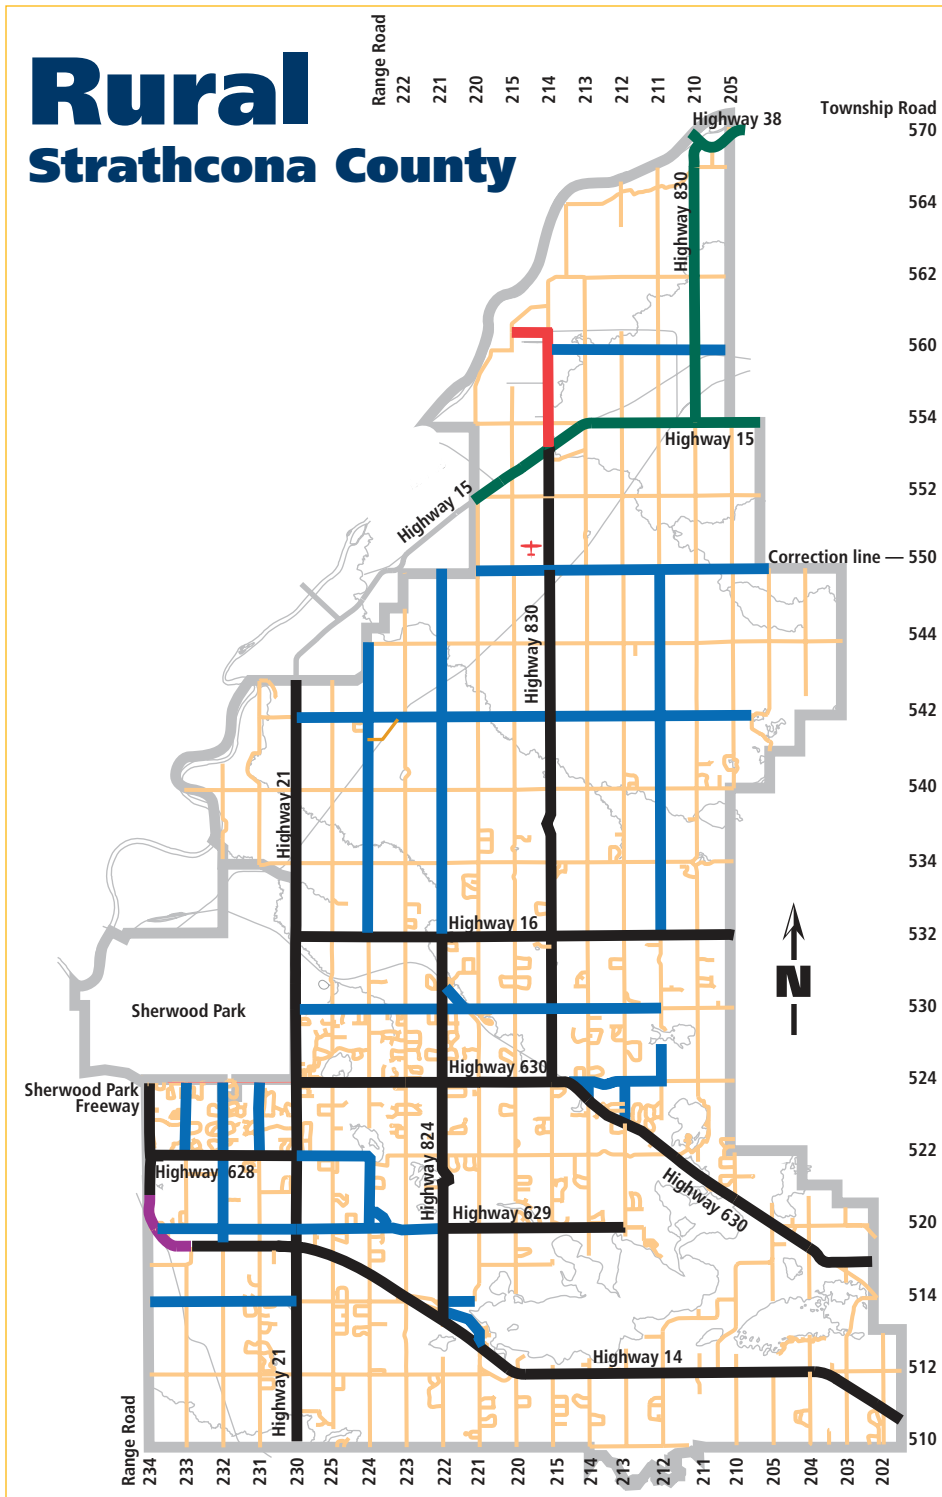 Rural
Strathcona County
Range Road
222
221
220
215
214
213
212
211
210
205
Township Road
570
564
562
560
554
552
Correction line — 550
544
542
540
534
532
530
524
522
520
514
512
510
Highway 38
Highway 830
Highway 15
Highway 15
Highway 830
Highway 21
Highway 16
Sherwood Park
Highway 630
Sherwood Park
Freeway
Highway 824
Highway 628
Highway 629
Highway 630
Highway 14
Highway 21
N
Range Road
234
233
232
231
230
225
224
223
222
221
220
215
214
213
212
211
210
205
204
203
202